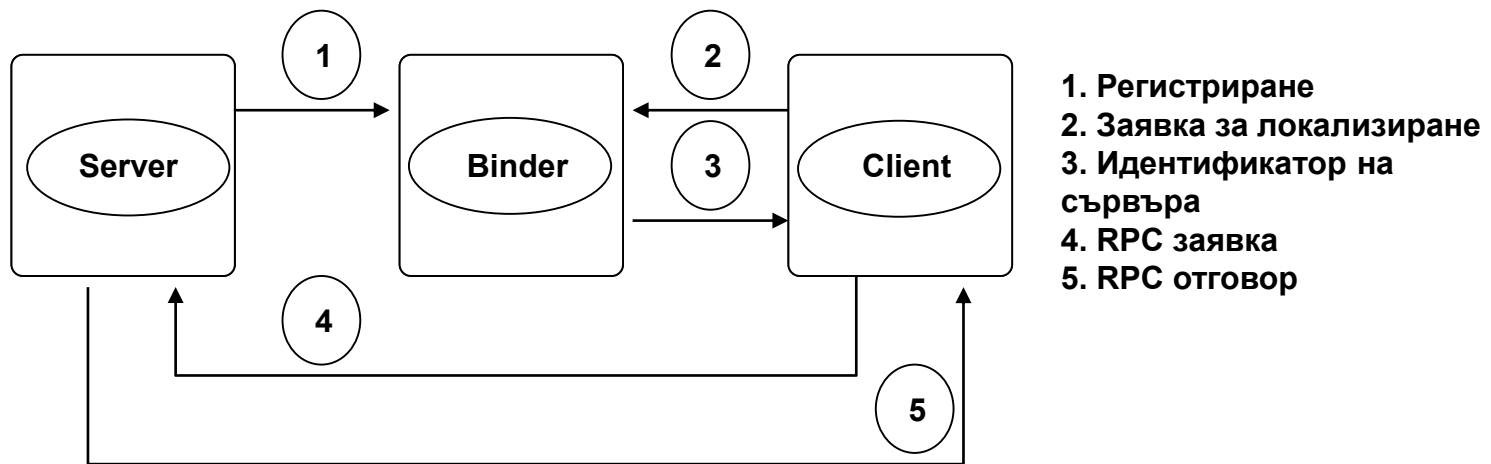 1
2
Server
Binder
3
Client
4
5
1. Регистриране
2. Заявка за локализиране
3. Идентификатор на
сървъра
4. RPC заявка
5. RPC отговор